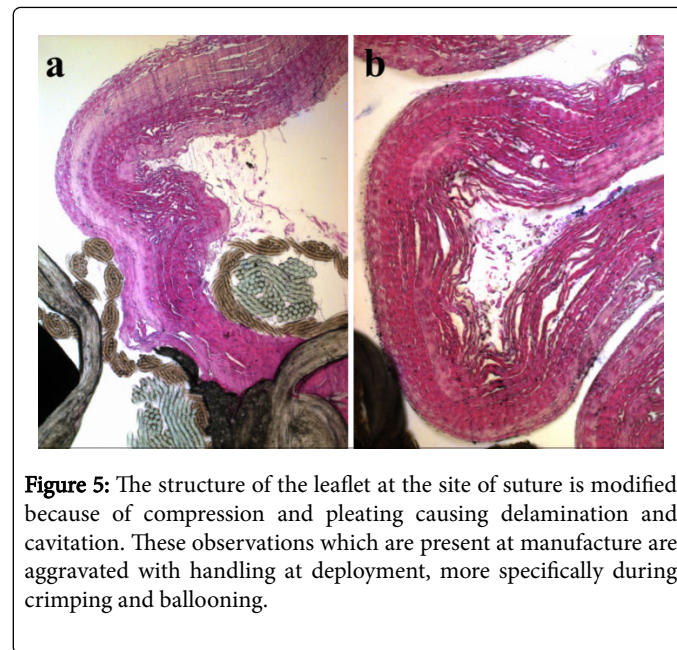 a b
Figure 5: The structure of the leaflet at the site of suture is modified
because of compression and pleating causing delamination and
cavitation. These observations which are present at manufacture are
aggravated with handling at deployment, more specifically during
crimping and ballooning.